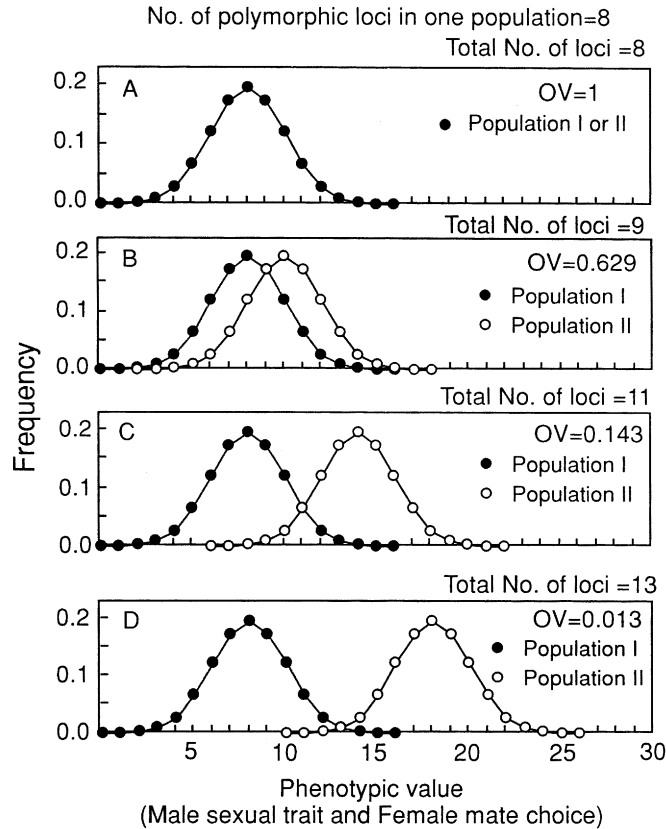 No. of polymorphic loci in one population=8
Total No. of loci =8
A
OV=1
Population I or II
0.2
0.1
0.0
Total No. of loci =9
B
OV=0.629
Population I
Population II
0.2
0.1
0.0
Total No. of loci =11
C
OV=0.143
Population I
Population II
0.2
0.1
0.0
Total No. of loci =13
D
OV=0.013
Population I
Population II
0.2
0.1
0.0
Frequency
5 10 15 20 25 30
Phenotypic value
(Male sexual trait and Female mate choice)